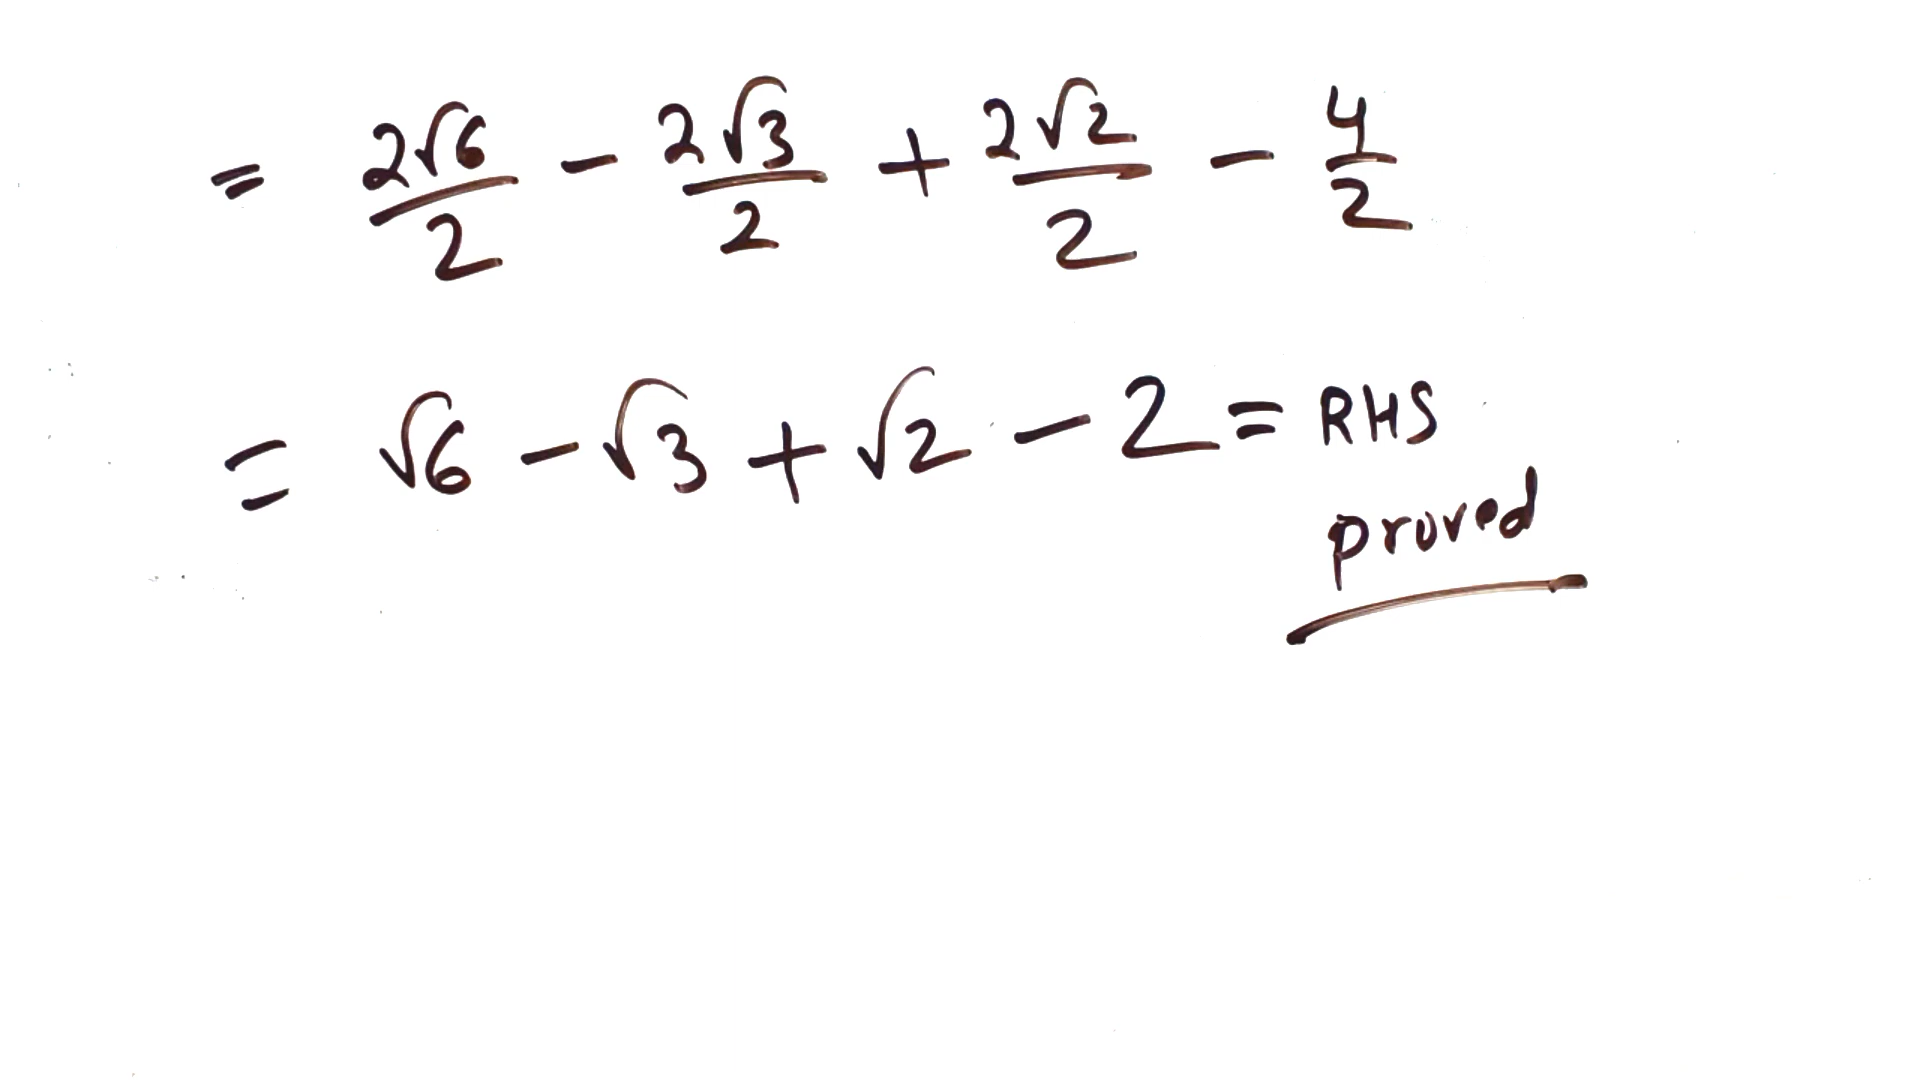 = 2√6/2 - 2√3/2 + 2√2/2 - 4/2
= √6 - √3 + √2 - 2 = RHS
proved